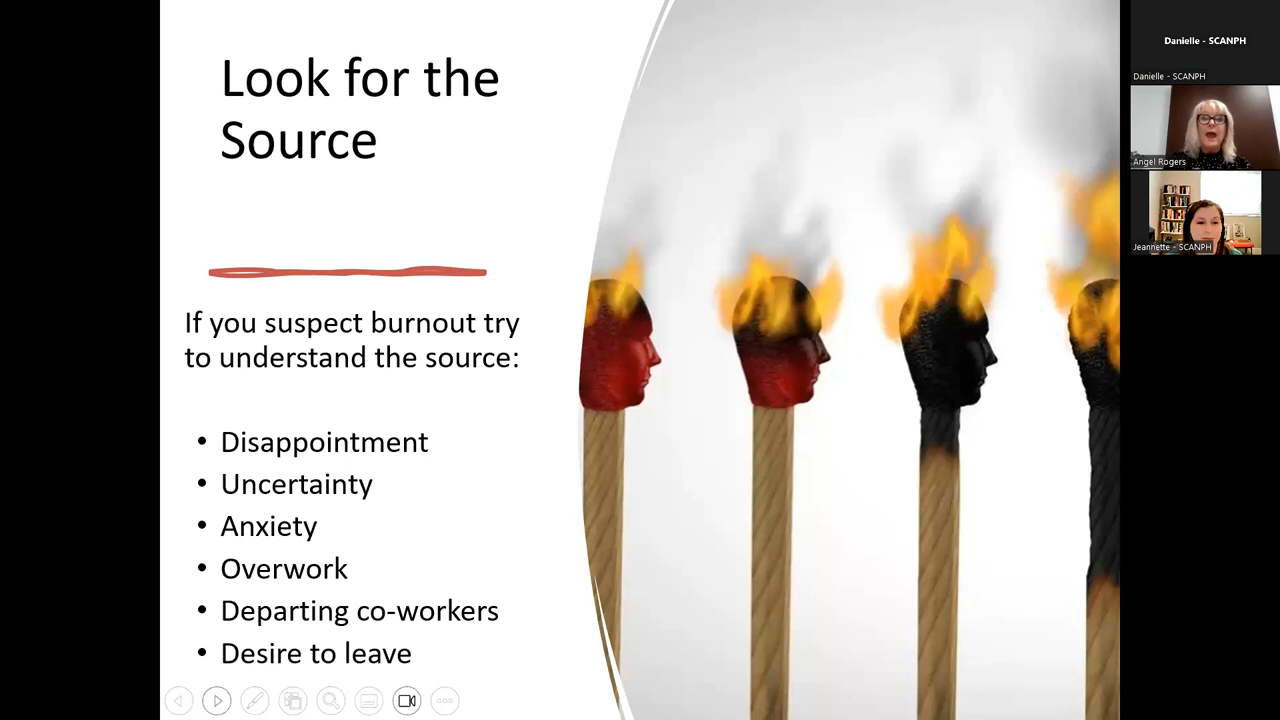 Look for the
Source
If you suspect burnout try
to understand the source:
• Disappointment
• Uncertainty
• Anxiety
• Overwork
• Departing co-workers
• Desire to leave
Danielle - SCANPH
Danielle - SCANPH
Angel Rogers
Jeannette - SCANPH